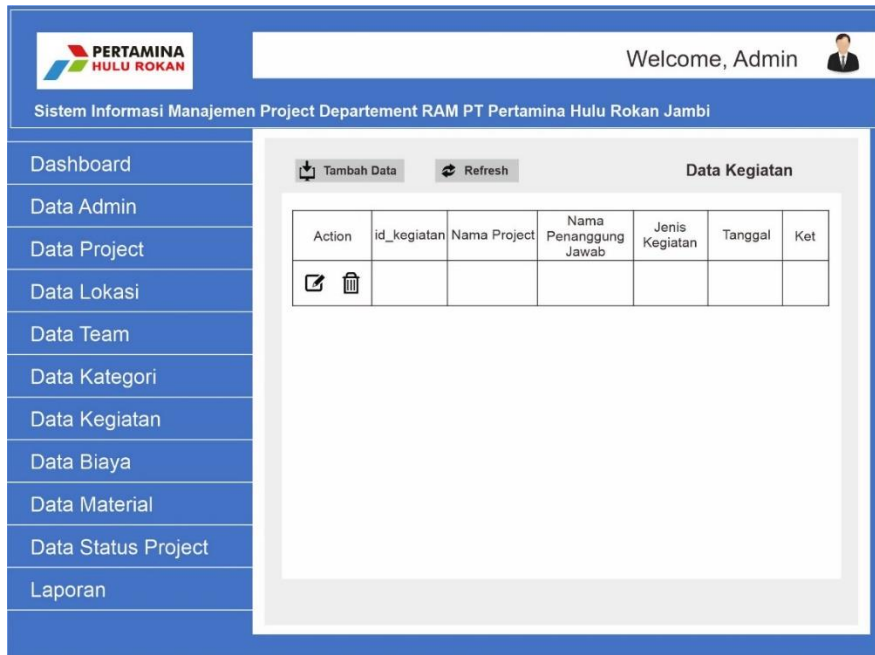 PERTAMINA
HULU ROKAN
Welcome, Admin
Sistem Informasi Manajemen Project Departement RAM PT Pertamina Hulu Rokan Jambi
Dashboard
Data Admin
Data Project
Data Lokasi
Data Team
Data Kategori
Data Kegiatan
Data Biaya
Data Material
Data Status Project
Laporan
Tambah Data
Refresh
Data Kegiatan
Action
id_kegiatan
Nama Project
Nama
Penanggung
Jawab
Jenis
Kegiatan
Tanggal
Ket